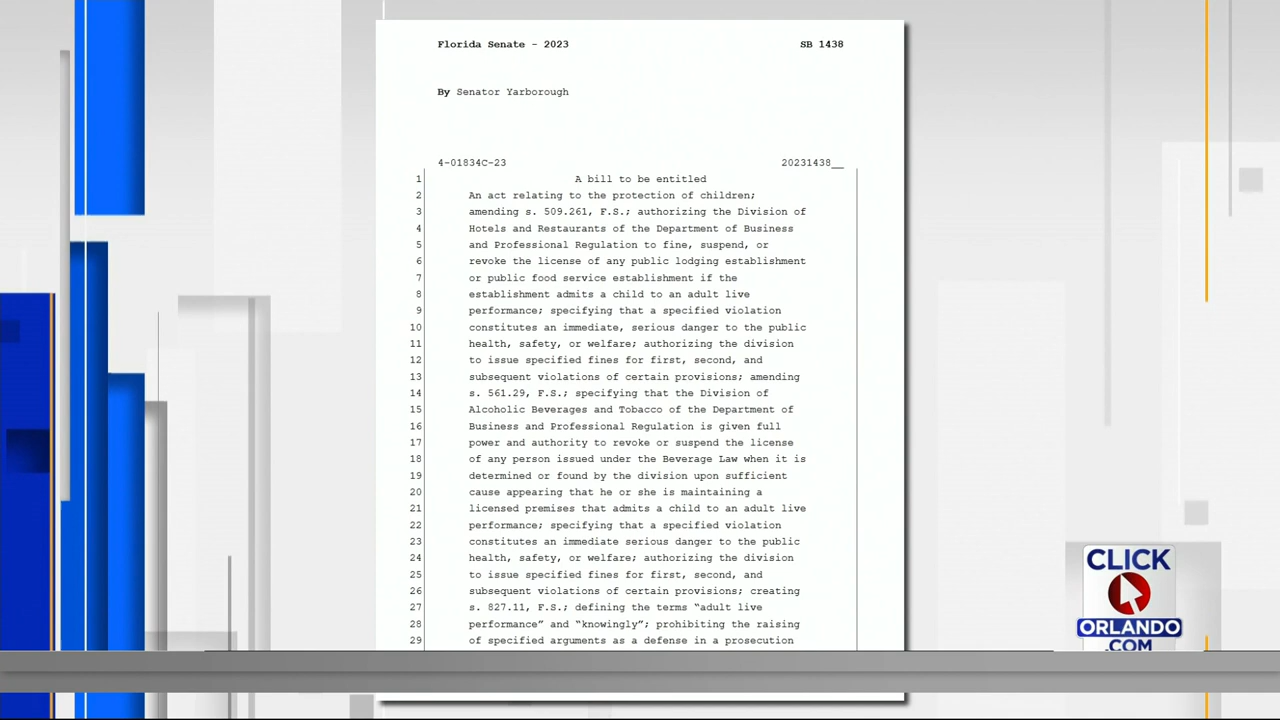 Florida Senate - 2023 SB 1438
By Senator Yarborough
4-01834C-23 20231438__
1 A bill to be entitled
2 An act relating to the protection of children;
3 amending s. 509.261, F.S.; authorizing the Division of
4 Hotels and Restaurants of the Department of Business
5 and Professional Regulation to fine, suspend, or
6 revoke the license of any public lodging establishment
7 or public food service establishment if the
8 establishment admits a child to an adult live
9 performance; specifying that a specified violation
10 constitutes an immediate, serious danger to the public
11 health, safety, or welfare; authorizing the division
12 to issue specified fines for first, second, and
13 subsequent violations of certain provisions; amending
14 s. 561.29, F.S.; specifying that the Division of
15 Alcoholic Beverages and Tobacco of the Department of
16 Business and Professional Regulation is given full
17 power and authority to revoke or suspend the license
18 of any person issued under the Beverage Law when it is
19 determined or found by the division upon sufficient
20 cause appearing that he or she is maintaining a
21 licensed premises that admits a child to an adult live
22 performance; specifying that a specified violation
23 constitutes an immediate serious danger to the public
24 health, safety, or welfare; authorizing the division
25 to issue specified fines for first, second, and
26 subsequent violations of certain provisions; creating
27 s. 827.11, F.S.; defining the terms “adult live
28 performance” and “knowingly”; prohibiting the raising
29 of specified arguments as a defense in a prosecution
CLICK
ORLANDO
.COM